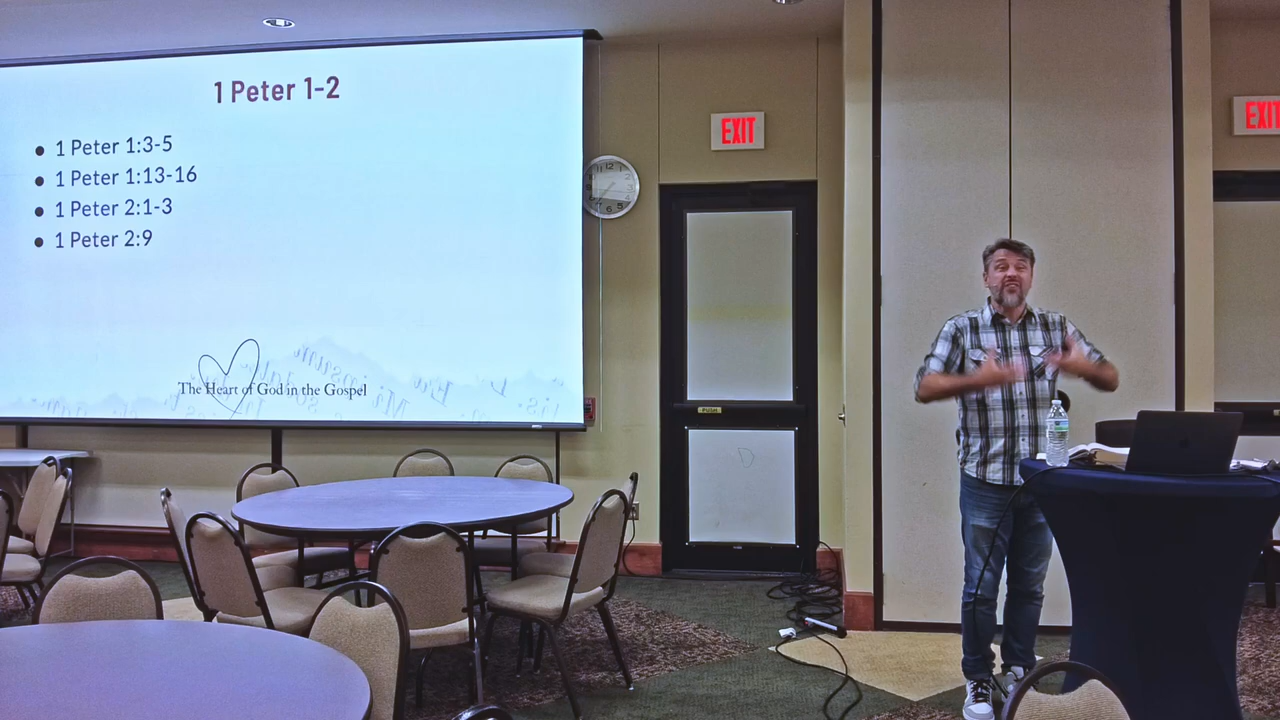 1 Peter 1-2
1 Peter 1:3-5
1 Peter 1:13-16
1 Peter 2:1-3
1 Peter 2:9
The Heart of God in the Gospel
EXIT
EXIT
PUSH